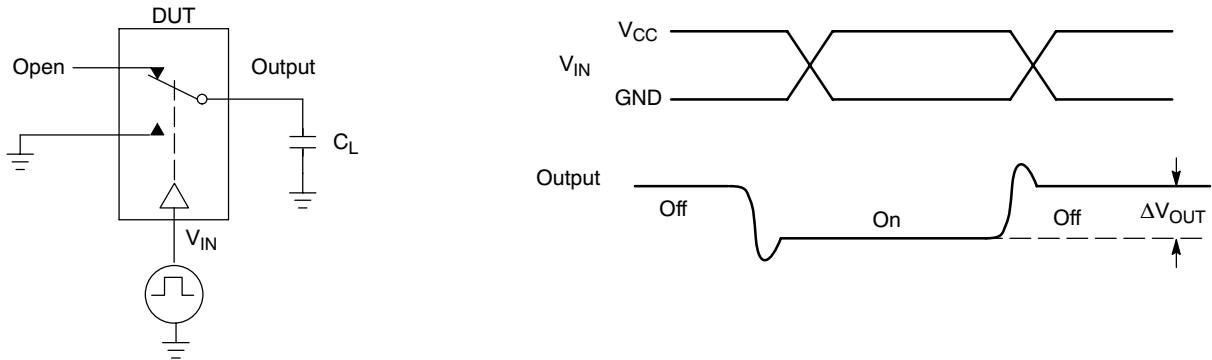 DUT
Open
Output
C_L
V_IN
V_CC
V_IN
GND
Output
Off
On
Off
ΔV_OUT